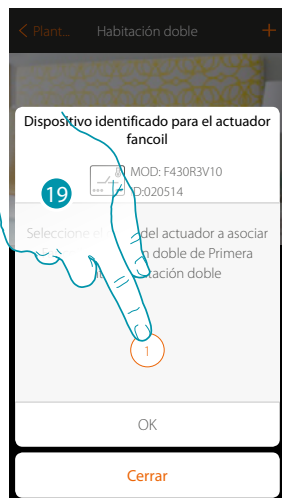 < Plant... Habitación doble +
Dispositivo identificado para el actuador
fancoil
MOD: F430R3V10
ID:020514
19
Seleccione el del actuador a asociar
doble de Primera
tación doble
1
OK
Cerrar